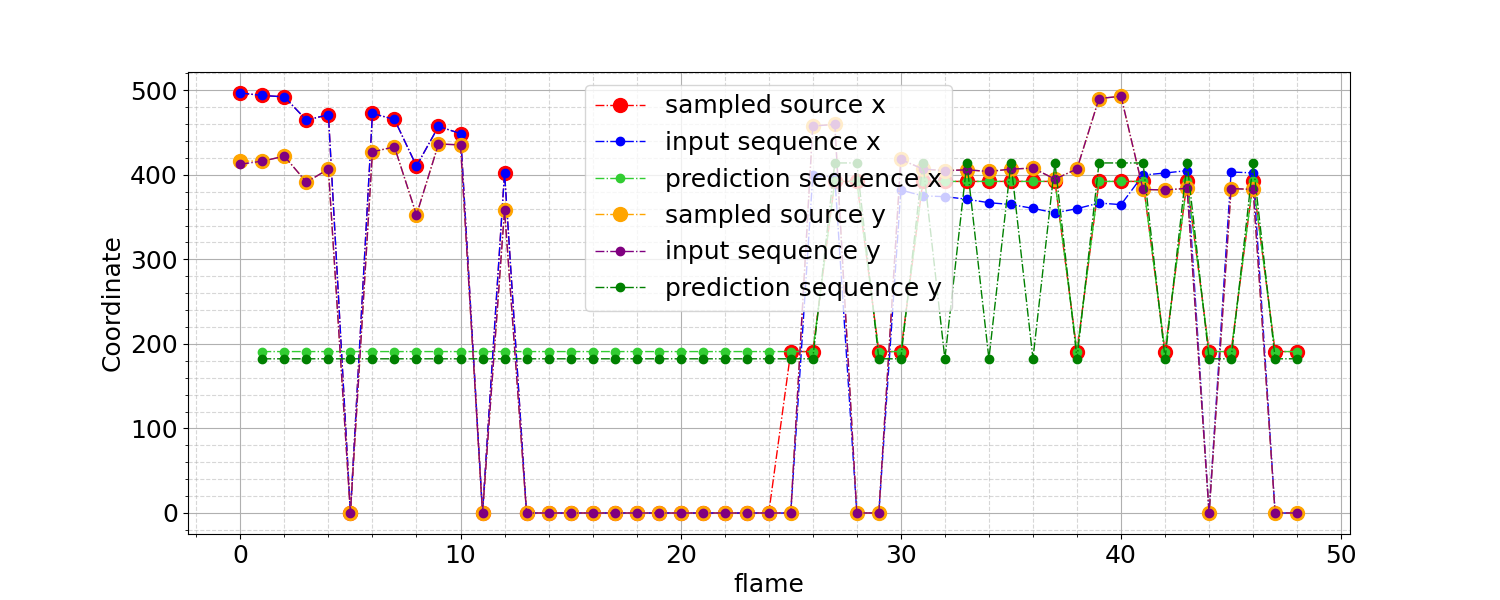 500
400
300
200
100
0
Coordinate
sampled source x
input sequence x
prediction sequence x
sampled source y
input sequence y
prediction sequence y
0 10 20 30 40 50
flame